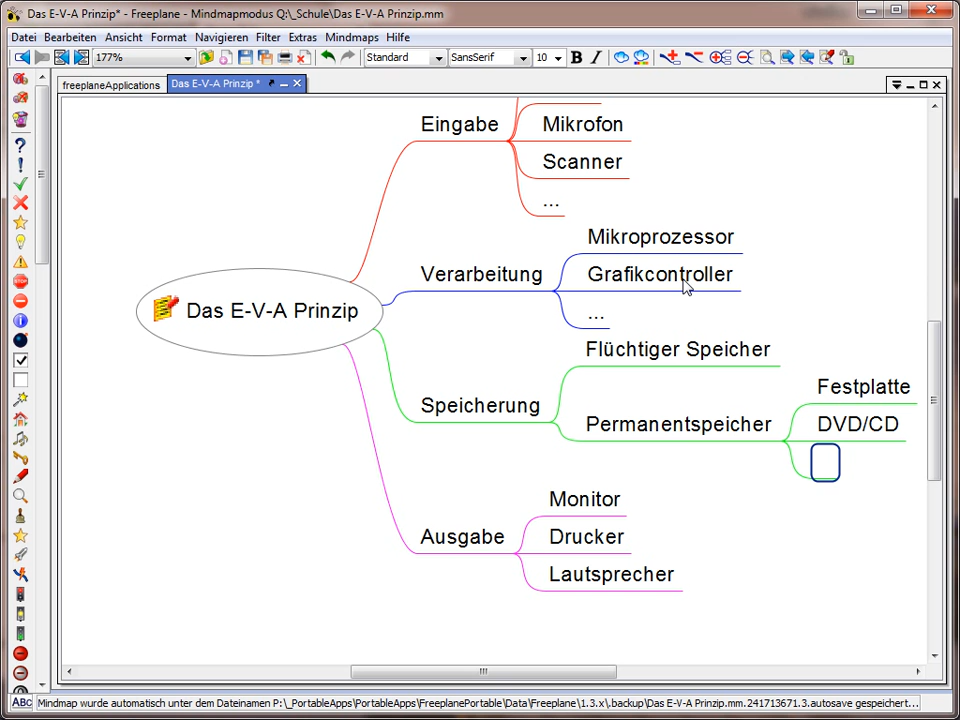 Das E-V-A Prinzip* - Freeplane - Mindmapmodus Q:\_Schule\Das E-V-A Prinzip.mm
Datei Bearbeiten Ansicht Format Navigieren Filter Extras Mindmaps Hilfe
177% Standard SansSerif 10 B I
freeplaneApplications Das E-V-A Prinzip *
Eingabe
Mikrofon
Scanner
...
Mikroprozessor
Verarbeitung
Grafikcontroller
...
Das E-V-A Prinzip
Flüchtiger Speicher
Speicherung
Permanentspeicher
Festplatte
DVD/CD
Monitor
Ausgabe
Drucker
Lautsprecher
ABC Mindmap wurde automatisch unter dem Dateinamen P:\_PortableApps\PortableApps\FreeplanePortable\Data\Freeplane\1.3.x\.backup\Das E-V-A Prinzip.mm.241713671.3.autosave gespeichert...